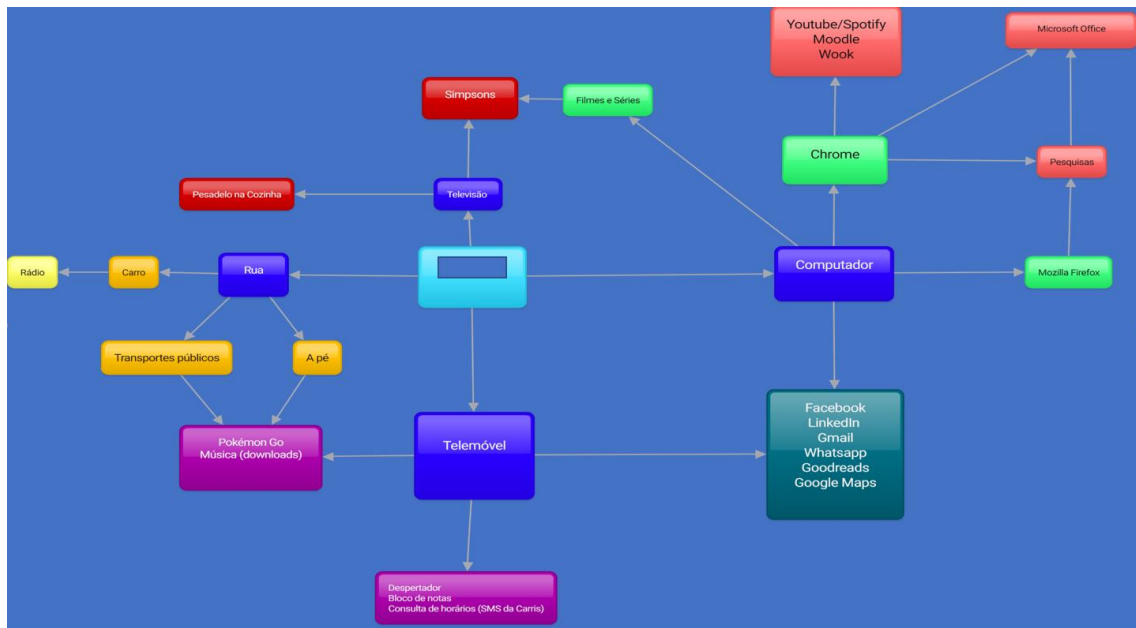 Youtube/Spotify
Moodle
Wook
Microsoft Office
Simpsons
Filmes e Séries
Chrome
Pesquisas
Pesadelo na Cozinha
Televisão
Rádio
Carro
Rua
Computador
Mozilla Firefox
Transportes públicos
A pé
Pokémon Go
Música (downloads)
Telemóvel
Facebook
LinkedIn
Gmail
Whatsapp
Goodreads
Google Maps
Despertador
Bloco de notas
Consulta de horários (SMS da Carris)